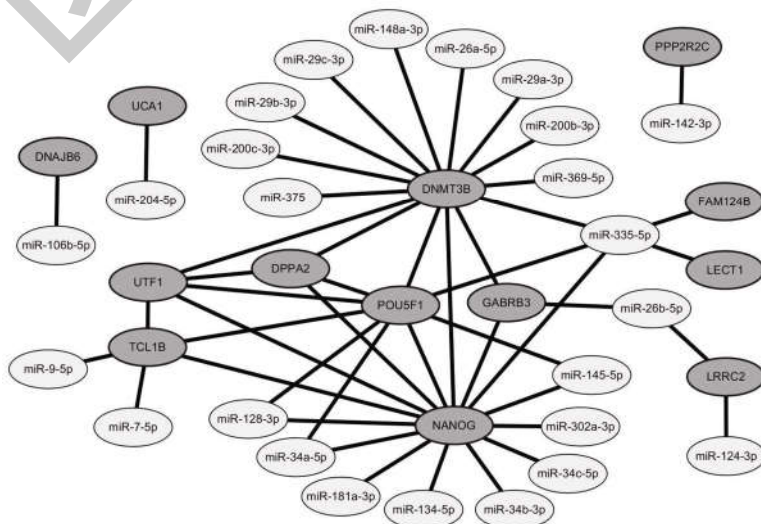 miR-148a-3p
miR-26a-5p
miR-29c-3p
PPP2R2C
miR-29a-3p
miR-29b-3p
UCA1
miR-200b-3p
miR-142-3p
miR-200c-3p
DNAJB6
miR-369-5p
DNMT3B
miR-375
miR-204-5p
FAM124B
miR-335-5p
miR-106b-5p
DPPA2
LECT1
UTF1
POU5F1
GABRB3
miR-26b-5p
TCL1B
miR-9-5p
miR-145-5p
LRRC2
miR-128-3p
miR-7-5p
NANOG
miR-302a-3p
miR-34a-5p
miR-124-3p
miR-34c-5p
miR-181a-3p
miR-134-5p
miR-34b-3p